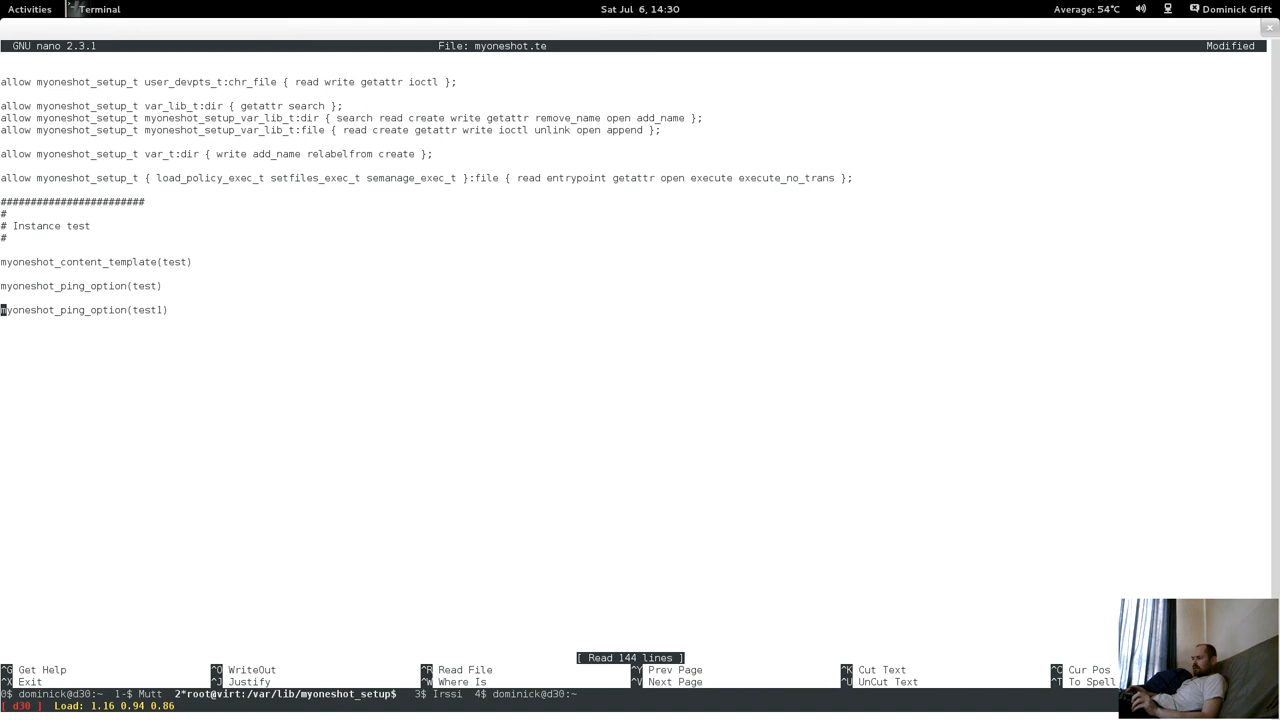 Activities Terminal Sat Jul 6, 14:30 Average: 54°C Dominick Grift
GNU nano 2.3.1 File: myoneshot.te Modified
allow myoneshot_setup_t user_devpts_t:chr_file { read write getattr ioctl };
allow myoneshot_setup_t var_lib_t:dir { getattr search };
allow myoneshot_setup_t myoneshot_setup_var_lib_t:dir { search read create write getattr remove_name open add_name };
allow myoneshot_setup_t myoneshot_setup_var_lib_t:file { read create getattr write ioctl unlink open append };
allow myoneshot_setup_t var_t:dir { write add_name relabelfrom create };
allow myoneshot_setup_t { load_policy_exec_t setfiles_exec_t semanage_exec_t }:file { read entrypoint getattr open execute execute_no_trans };
########################
#
# Instance test
#
myoneshot_content_template(test)
myoneshot_ping_option(test)
myoneshot_ping_option(test1)
[ Read 144 lines ]
^G Get Help ^O WriteOut ^R Read File ^Y Prev Page ^K Cut Text ^C Cur Pos
^X Exit ^J Justify ^W Where Is ^V Next Page ^U UnCut Text ^T To Spell
0$ dominick@d30:~ 1-$ Mutt 2*root@virt:/var/lib/myoneshot_setup$ 3$ Irssi 4$ dominick@d30:~
[ d30 ] Load: 1.16 0.94 0.86